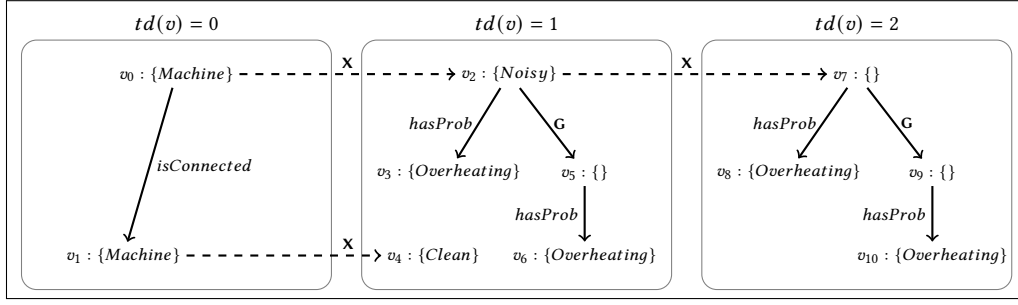 td(v) = 0 td(v) = 1 td(v) = 2
v₀ : {Machine} X v₂ : {Noisy} X v₇ : {}
hasProb G hasProb G
isConnected
v₃ : {Overheating} v₅ : {} v₈ : {Overheating} v₉ : {}
hasProb hasProb
v₁ : {Machine} X v₄ : {Clean} v₆ : {Overheating} v₁₀ : {Overheating}